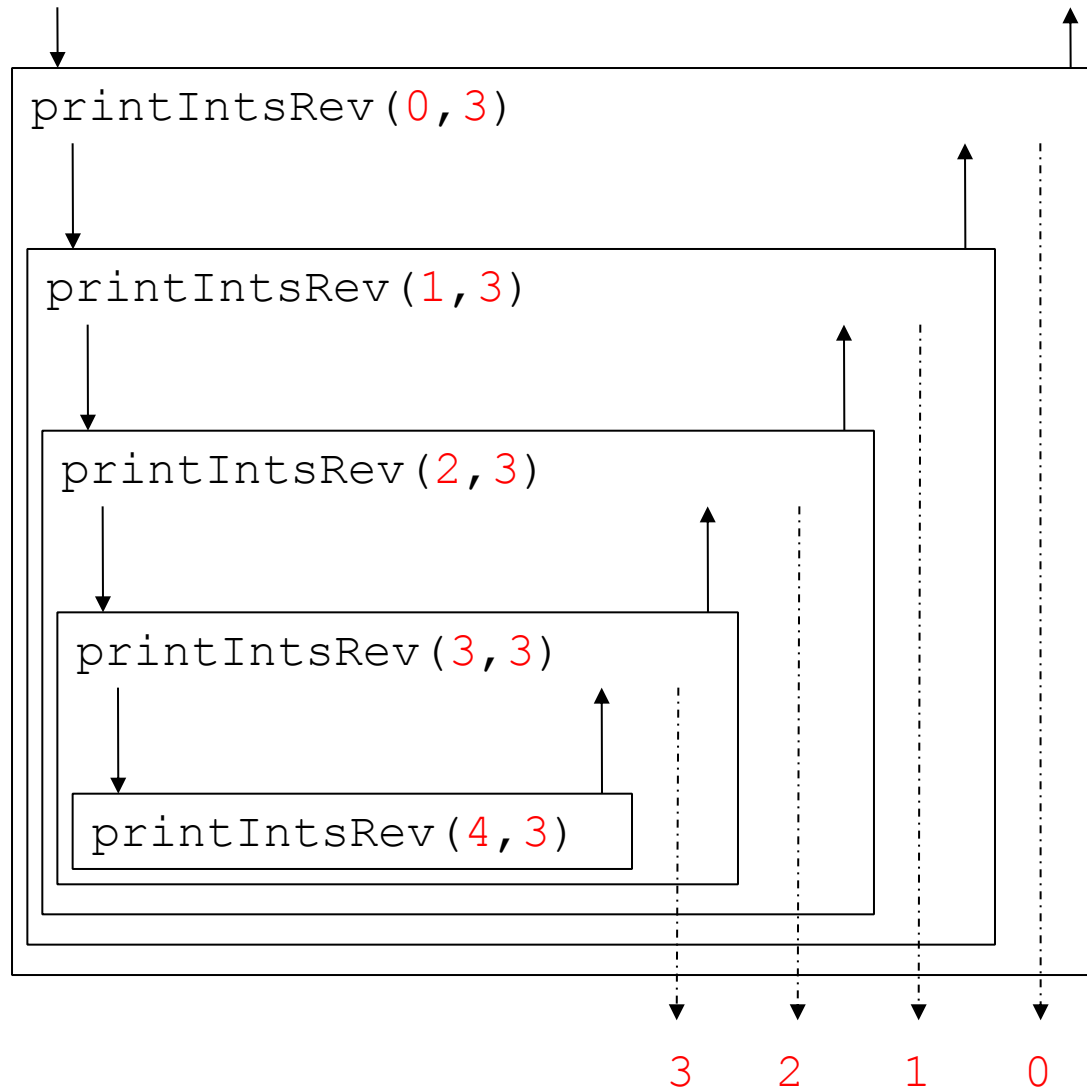 printIntsRev(0,3)
printIntsRev(1,3)
printIntsRev(2,3)
printIntsRev(3,3)
printIntsRev(4,3)
3 2 1 0